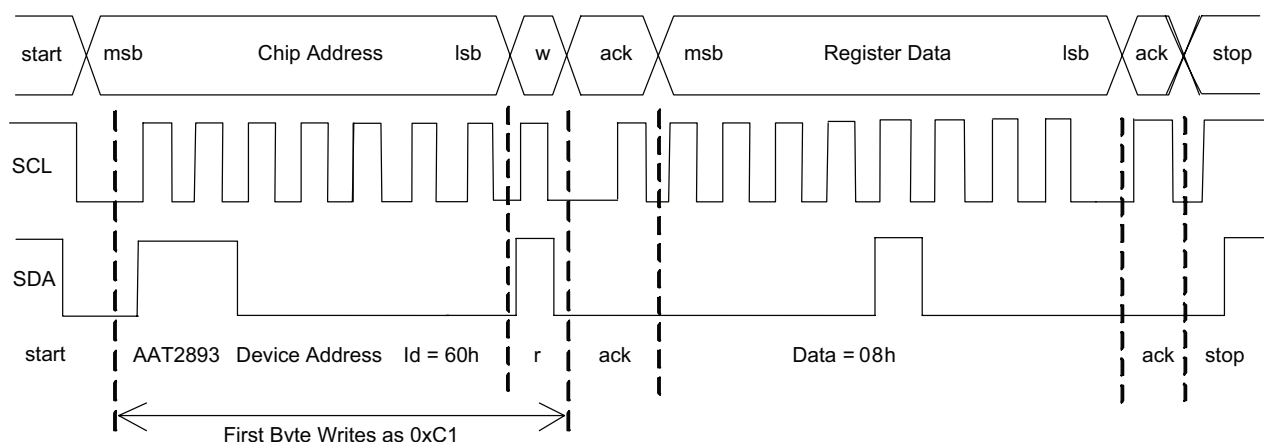 start msb Chip Address lsb w ack msb Register Data lsb ack stop
SCL
SDA
start AAT2893 Device Address Id = 60h r ack Data = 08h ack stop
First Byte Writes as 0xC1